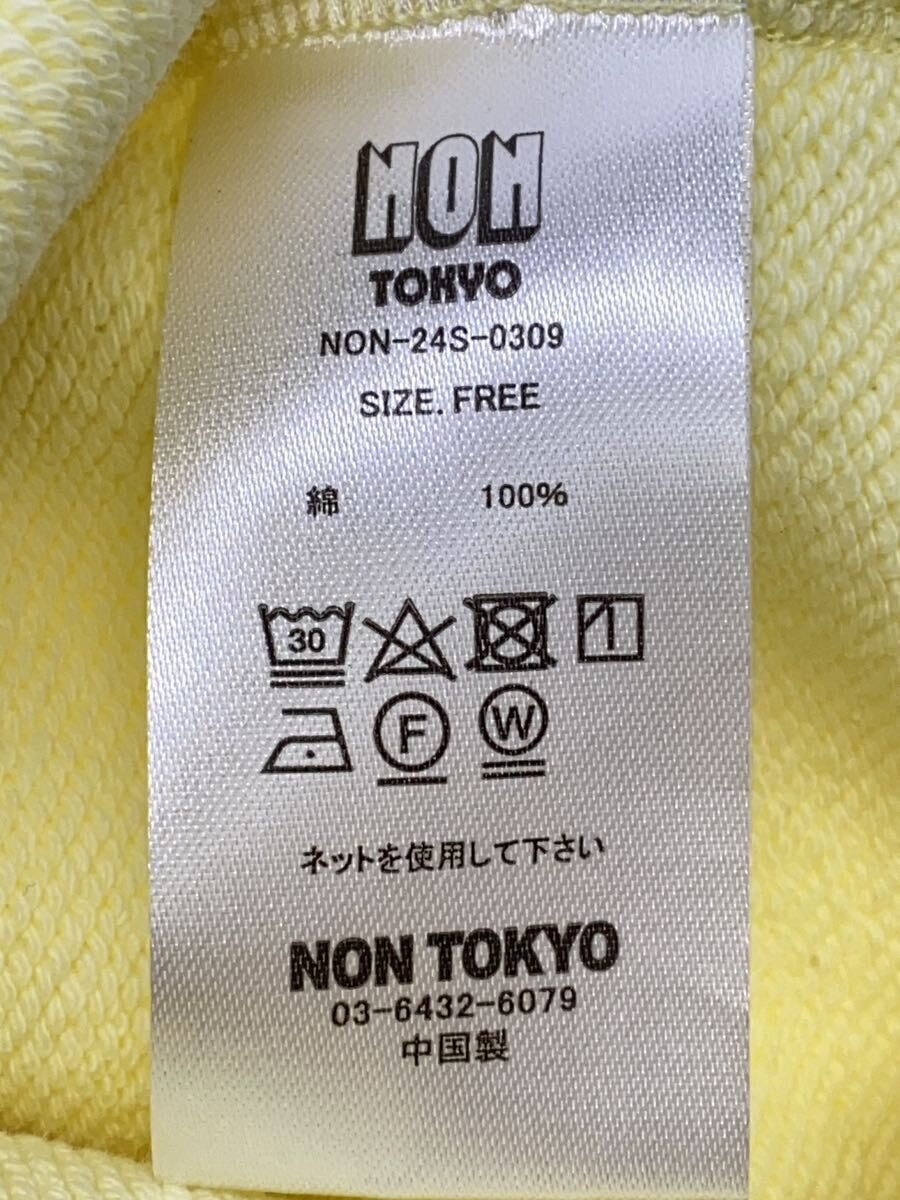 NON
TOKYO
NON-24S-0309
SIZE. FREE
綿 100%
30
F W
ネットを使用して下さい
NON TOKYO
03-6432-6079
中国製